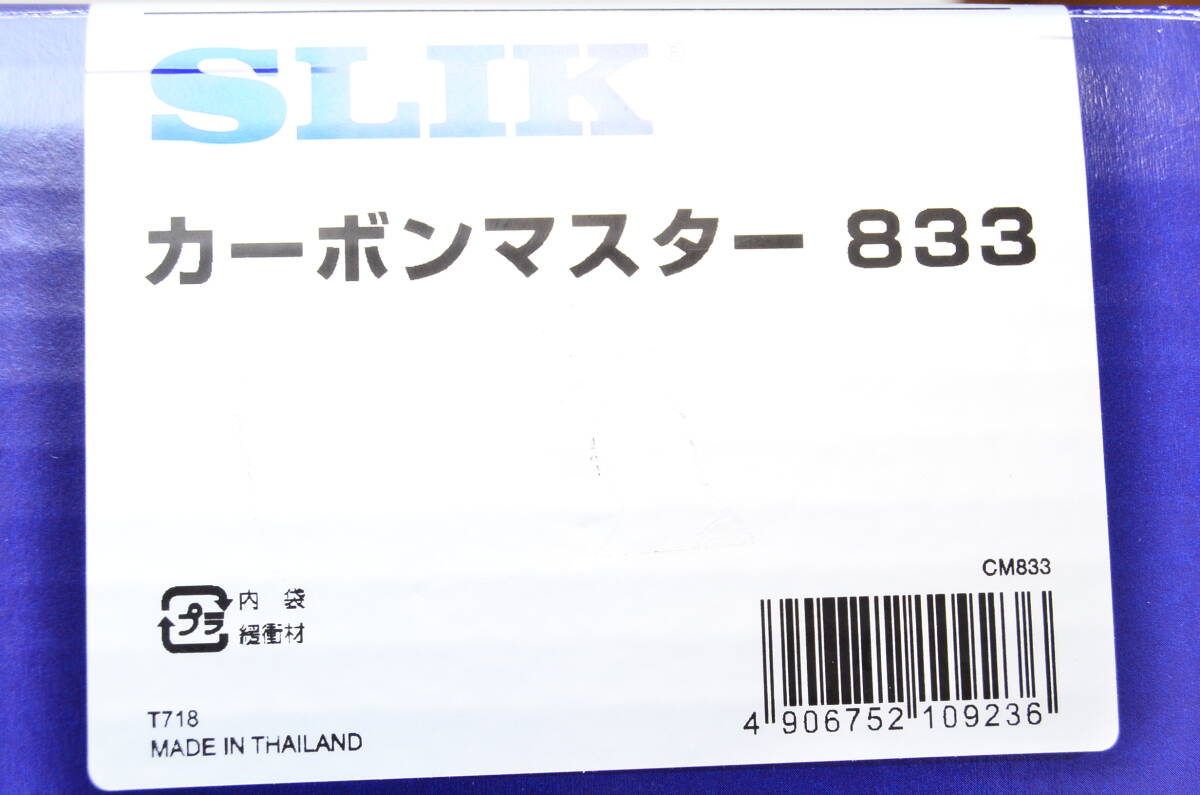 SLIK®
カーボンマスター 833
CM833
プラ
内 袋
緩衝材
4 906752 109236
T718
MADE IN THAILAND